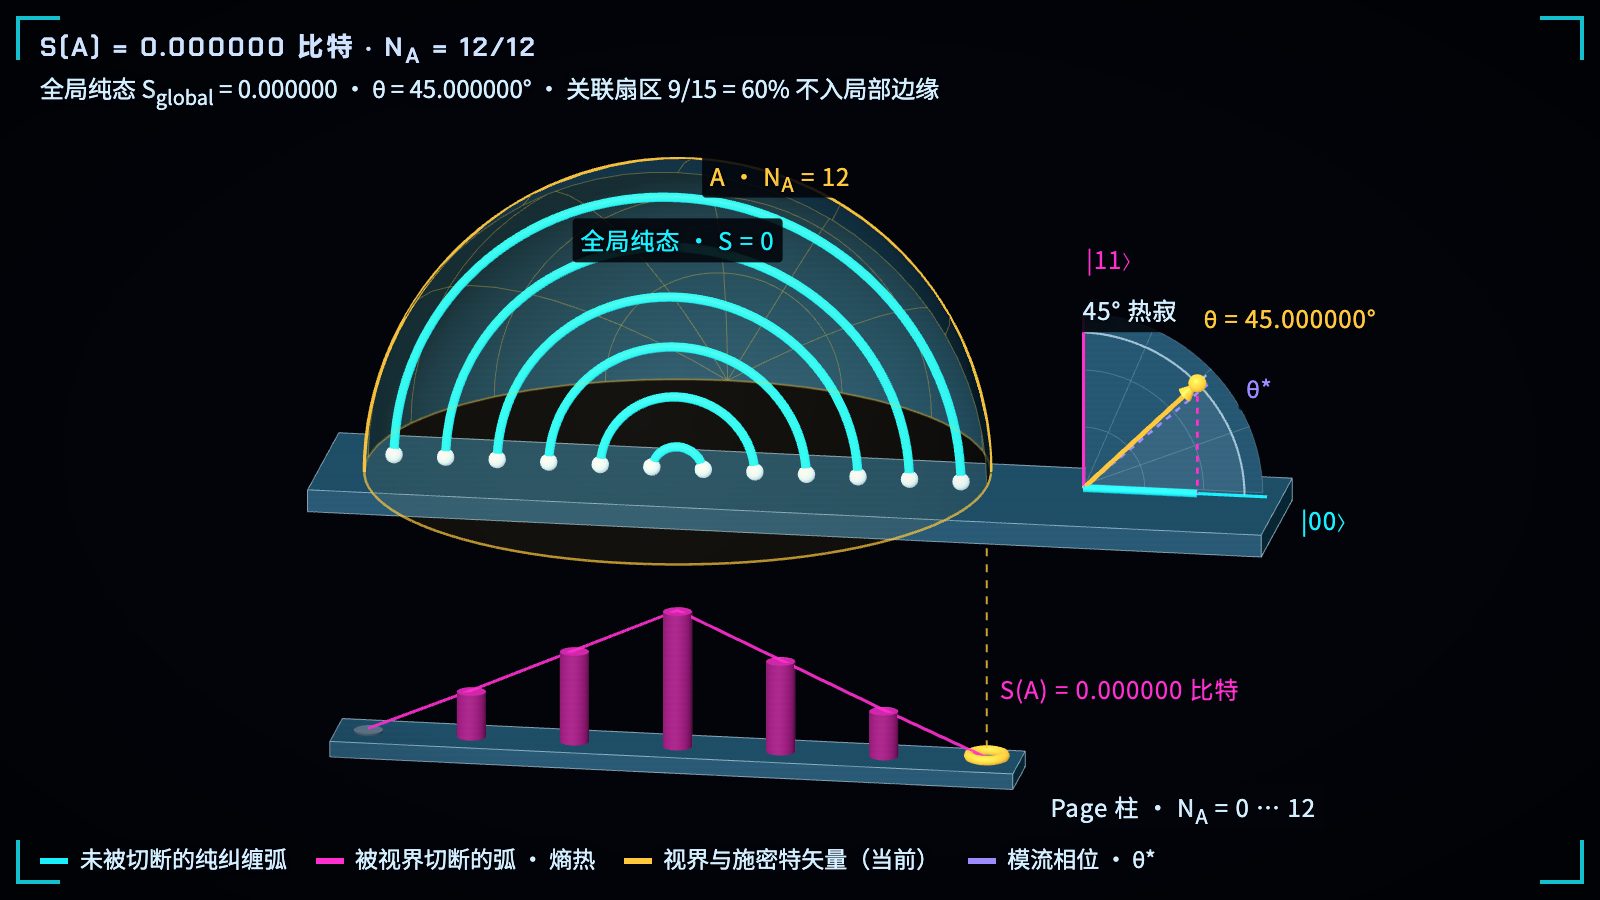 S(A) = 0.000000 比特 · N_A = 12/12
全局纯态 S_global = 0.000000 · θ = 45.000000° · 关联扇区 9/15 = 60% 不入局部边缘
A · N_A = 12
全局纯态 · S = 0
|11⟩
45° 热寂
θ = 45.000000°
θ*
|00⟩
S(A) = 0.000000 比特
Page 柱 · N_A = 0 ⋯ 12
未被切断的纯纠缠弧
被视界切断的弧 · 熵热
视界与施密特矢量（当前）
模流相位 · θ*